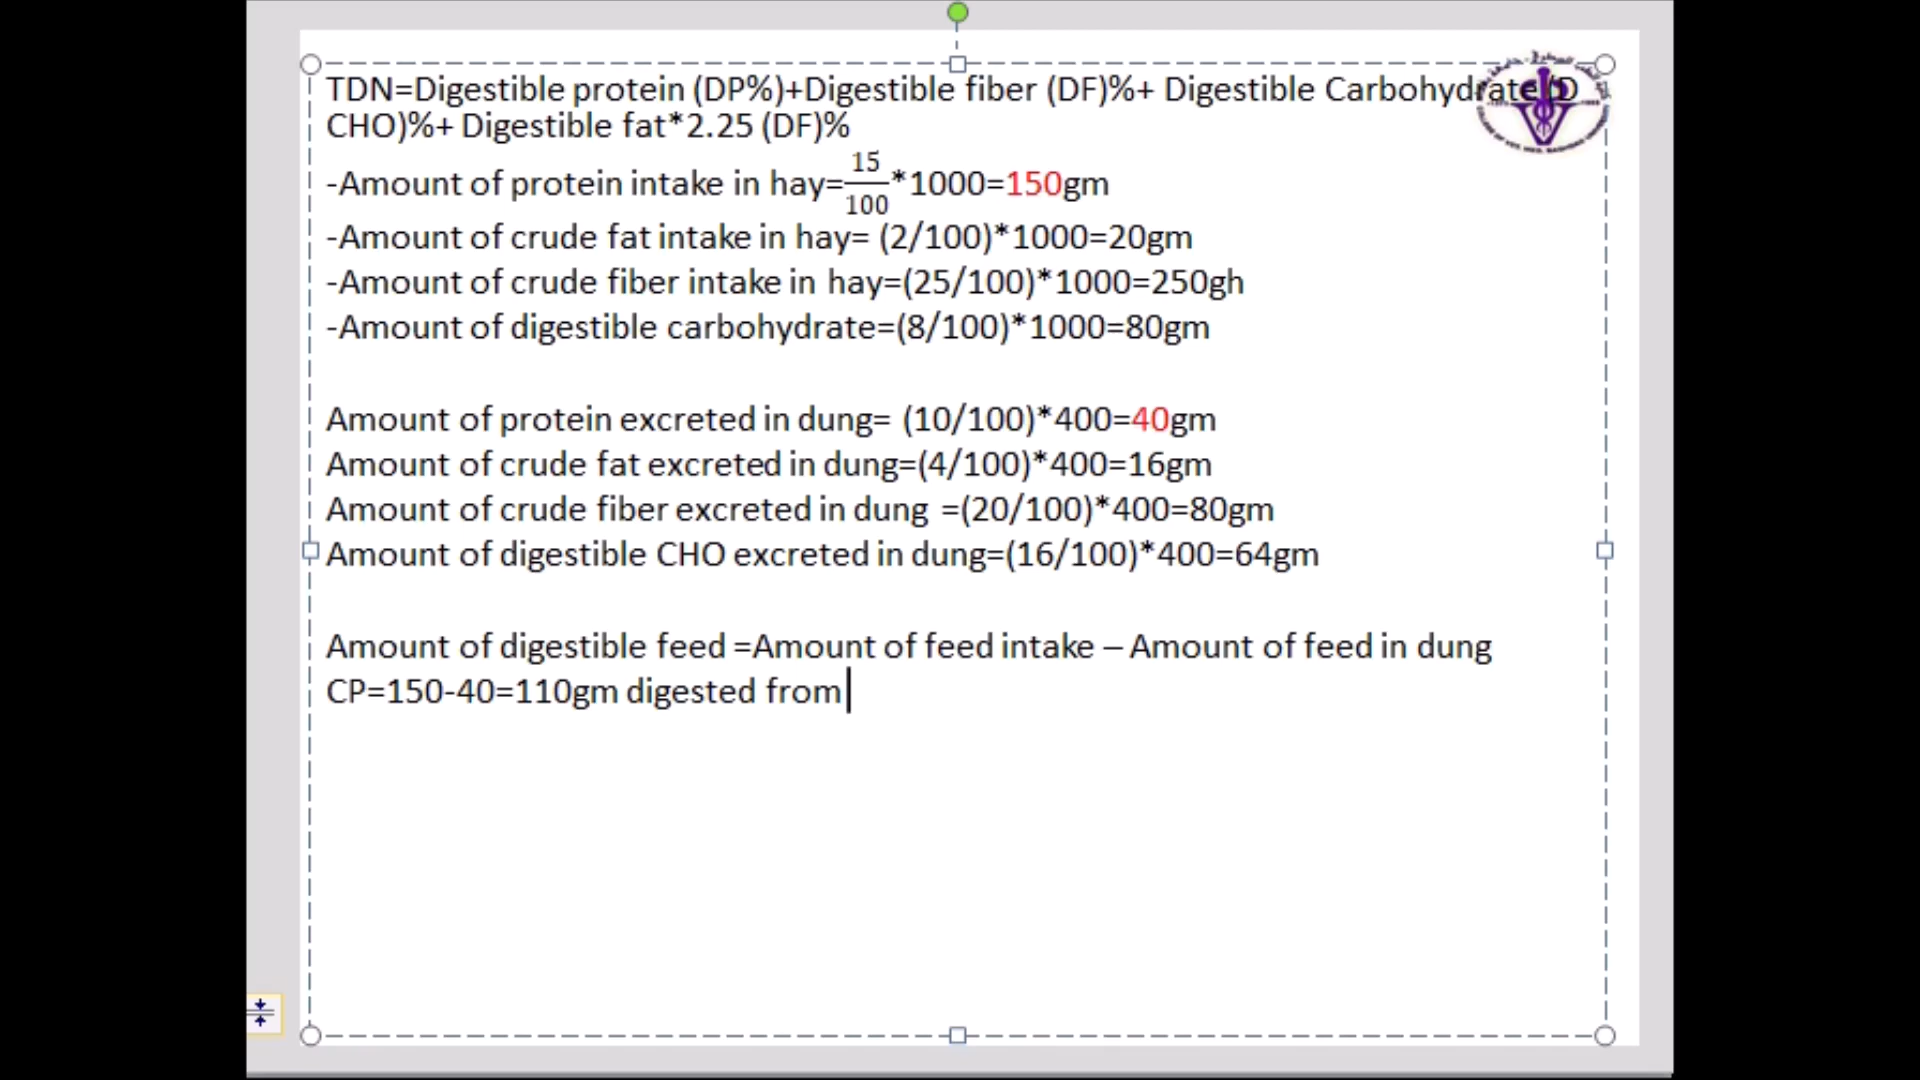 TDN=Digestible protein (DP%)+Digestible fiber (DF)%+ Digestible Carbohydrate (D
CHO)%+ Digestible fat*2.25 (DF)%
-Amount of protein intake in hay=15/100*1000=150gm
-Amount of crude fat intake in hay= (2/100)*1000=20gm
-Amount of crude fiber intake in hay=(25/100)*1000=250gh
-Amount of digestible carbohydrate=(8/100)*1000=80gm
Amount of protein excreted in dung= (10/100)*400=40gm
Amount of crude fat excreted in dung=(4/100)*400=16gm
Amount of crude fiber excreted in dung =(20/100)*400=80gm
Amount of digestible CHO excreted in dung=(16/100)*400=64gm
Amount of digestible feed =Amount of feed intake – Amount of feed in dung
CP=150-40=110gm digested from